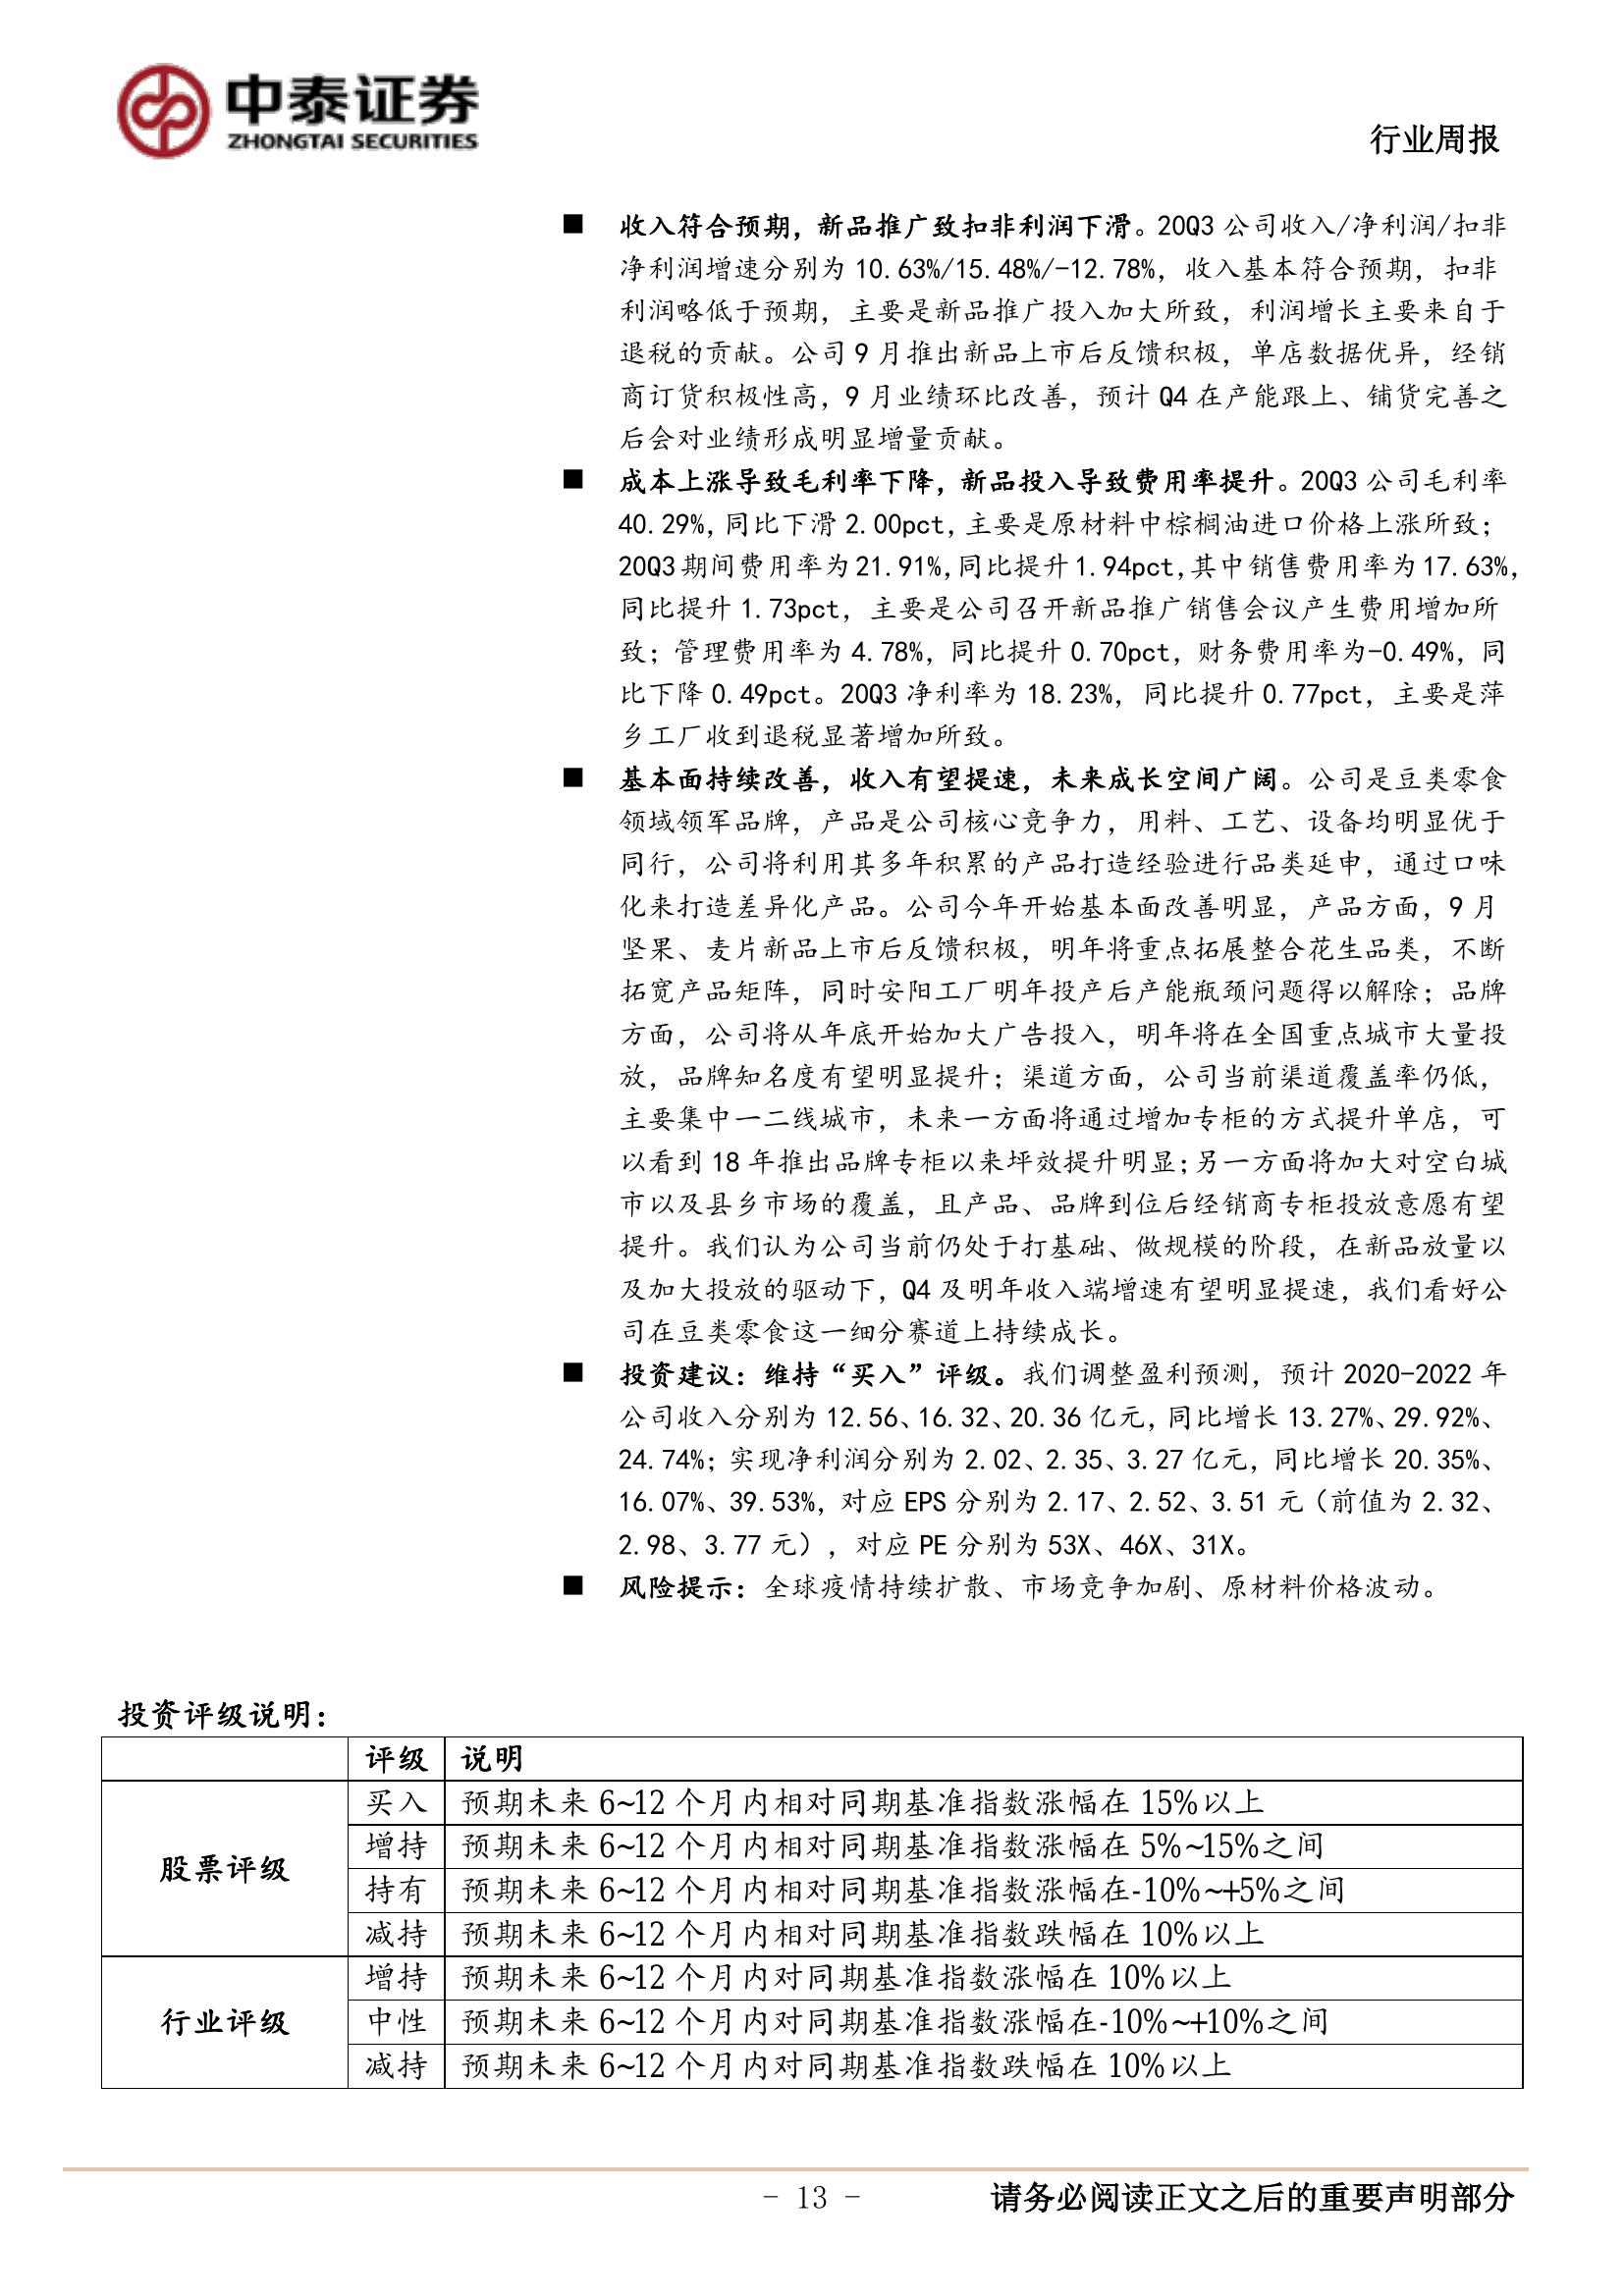 中泰证券
ZHONGTAI SECURITIES
行业周报
■ 收入符合预期，新品推广致扣非利润下滑。20Q3 公司收入/净利润/扣非
净利润增速分别为 10.63%/15.48%/-12.78%，收入基本符合预期，扣非
利润略低于预期，主要是新品推广投入加大所致，利润增长主要来自于
退税的贡献。公司 9 月推出新品上市后反馈积极，单店数据优异，经销
商订货积极性高，9 月业绩环比改善，预计 Q4 在产能跟上、铺货完善之
后会对业绩形成明显增量贡献。
■ 成本上涨导致毛利率下降，新品投入导致费用率提升。20Q3 公司毛利率
40.29%，同比下滑 2.00pct，主要是原材料中棕榈油进口价格上涨所致；
20Q3 期间费用率为 21.91%，同比提升 1.94pct，其中销售费用率为 17.63%，
同比提升 1.73pct，主要是公司召开新品推广销售会议产生费用增加所
致；管理费用率为 4.78%，同比提升 0.70pct，财务费用率为-0.49%，同
比下降 0.49pct。20Q3 净利率为 18.23%，同比提升 0.77pct，主要是萍
乡工厂收到退税显著增加所致。
■ 基本面持续改善，收入有望提速，未来成长空间广阔。公司是豆类零食
领域领军品牌，产品是公司核心竞争力，用料、工艺、设备均明显优于
同行，公司将利用其多年积累的产品打造经验进行品类延申，通过口味
化来打造差异化产品。公司今年开始基本面改善明显，产品方面，9 月
坚果、麦片新品上市后反馈积极，明年将重点拓展整合花生品类，不断
拓宽产品矩阵，同时安阳工厂明年投产后产能瓶颈问题得以解除；品牌
方面，公司将从年底开始加大广告投入，明年将在全国重点城市大量投
放，品牌知名度有望明显提升；渠道方面，公司当前渠道覆盖率仍低，
主要集中一二线城市，未来一方面将通过增加专柜的方式提升单店，可
以看到 18 年推出品牌专柜以来坪效提升明显；另一方面将加大对空白城
市以及县乡市场的覆盖，且产品、品牌到位后经销商专柜投放意愿有望
提升。我们认为公司当前仍处于打基础、做规模的阶段，在新品放量以
及加大投放的驱动下，Q4 及明年收入端增速有望明显提速，我们看好公
司在豆类零食这一细分赛道上持续成长。
■ 投资建议：维持“买入”评级。我们调整盈利预测，预计 2020-2022 年
公司收入分别为 12.56、16.32、20.36 亿元，同比增长 13.27%、29.92%、
24.74%；实现净利润分别为 2.02、2.35、3.27 亿元，同比增长 20.35%、
16.07%、39.53%，对应 EPS 分别为 2.17、2.52、3.51 元（前值为 2.32、
2.98、3.77 元），对应 PE 分别为 53X、46X、31X。
■ 风险提示：全球疫情持续扩散、市场竞争加剧、原材料价格波动。
投资评级说明：
评级 说明
股票评级
买入 预期未来 6~12 个月内相对同期基准指数涨幅在 15%以上
增持 预期未来 6~12 个月内相对同期基准指数涨幅在 5%~15%之间
持有 预期未来 6~12 个月内相对同期基准指数涨幅在-10%~+5%之间
减持 预期未来 6~12 个月内相对同期基准指数跌幅在 10%以上
行业评级
增持 预期未来 6~12 个月内对同期基准指数涨幅在 10%以上
中性 预期未来 6~12 个月内对同期基准指数涨幅在-10%~+10%之间
减持 预期未来 6~12 个月内对同期基准指数跌幅在 10%以上
- 13 -
请务必阅读正文之后的重要声明部分